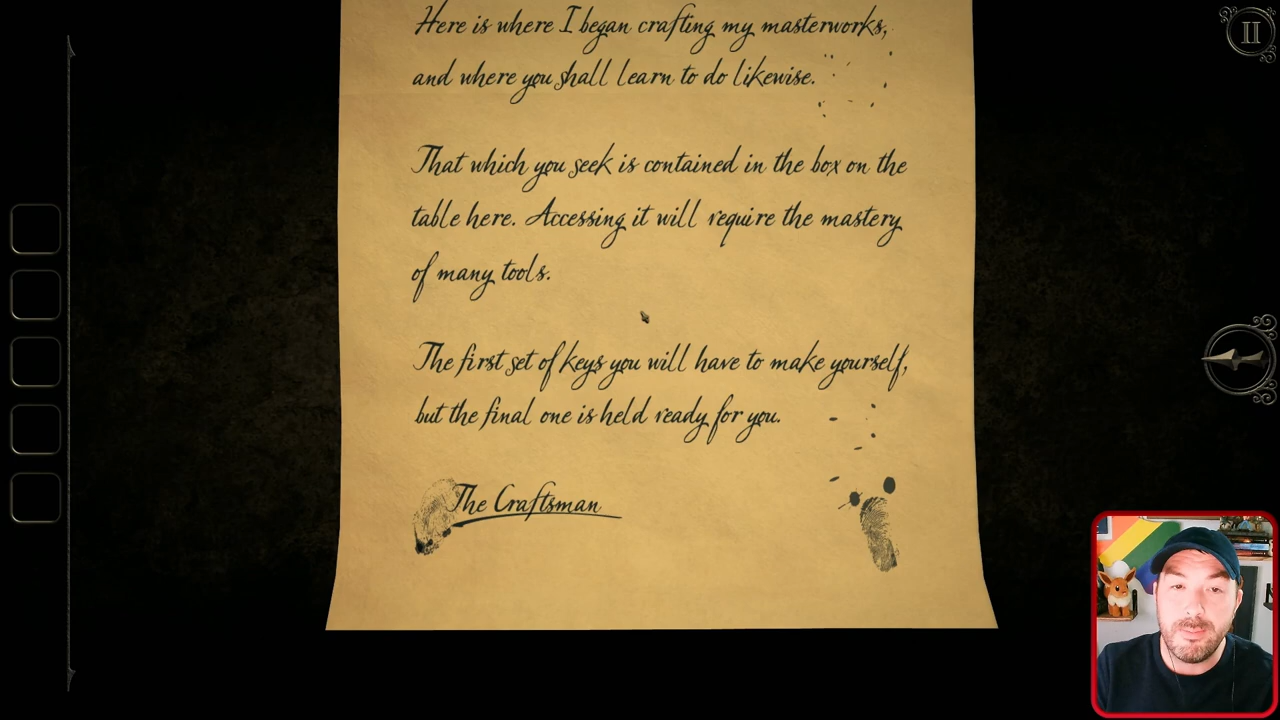 Here is where I began crafting my masterworks,
and where you shall learn to do likewise.
That which you seek is contained in the box on the
table here. Accessing it will require the mastery
of many tools.
The first set of keys you will have to make yourself,
but the final one is held ready for you.
The Craftsman